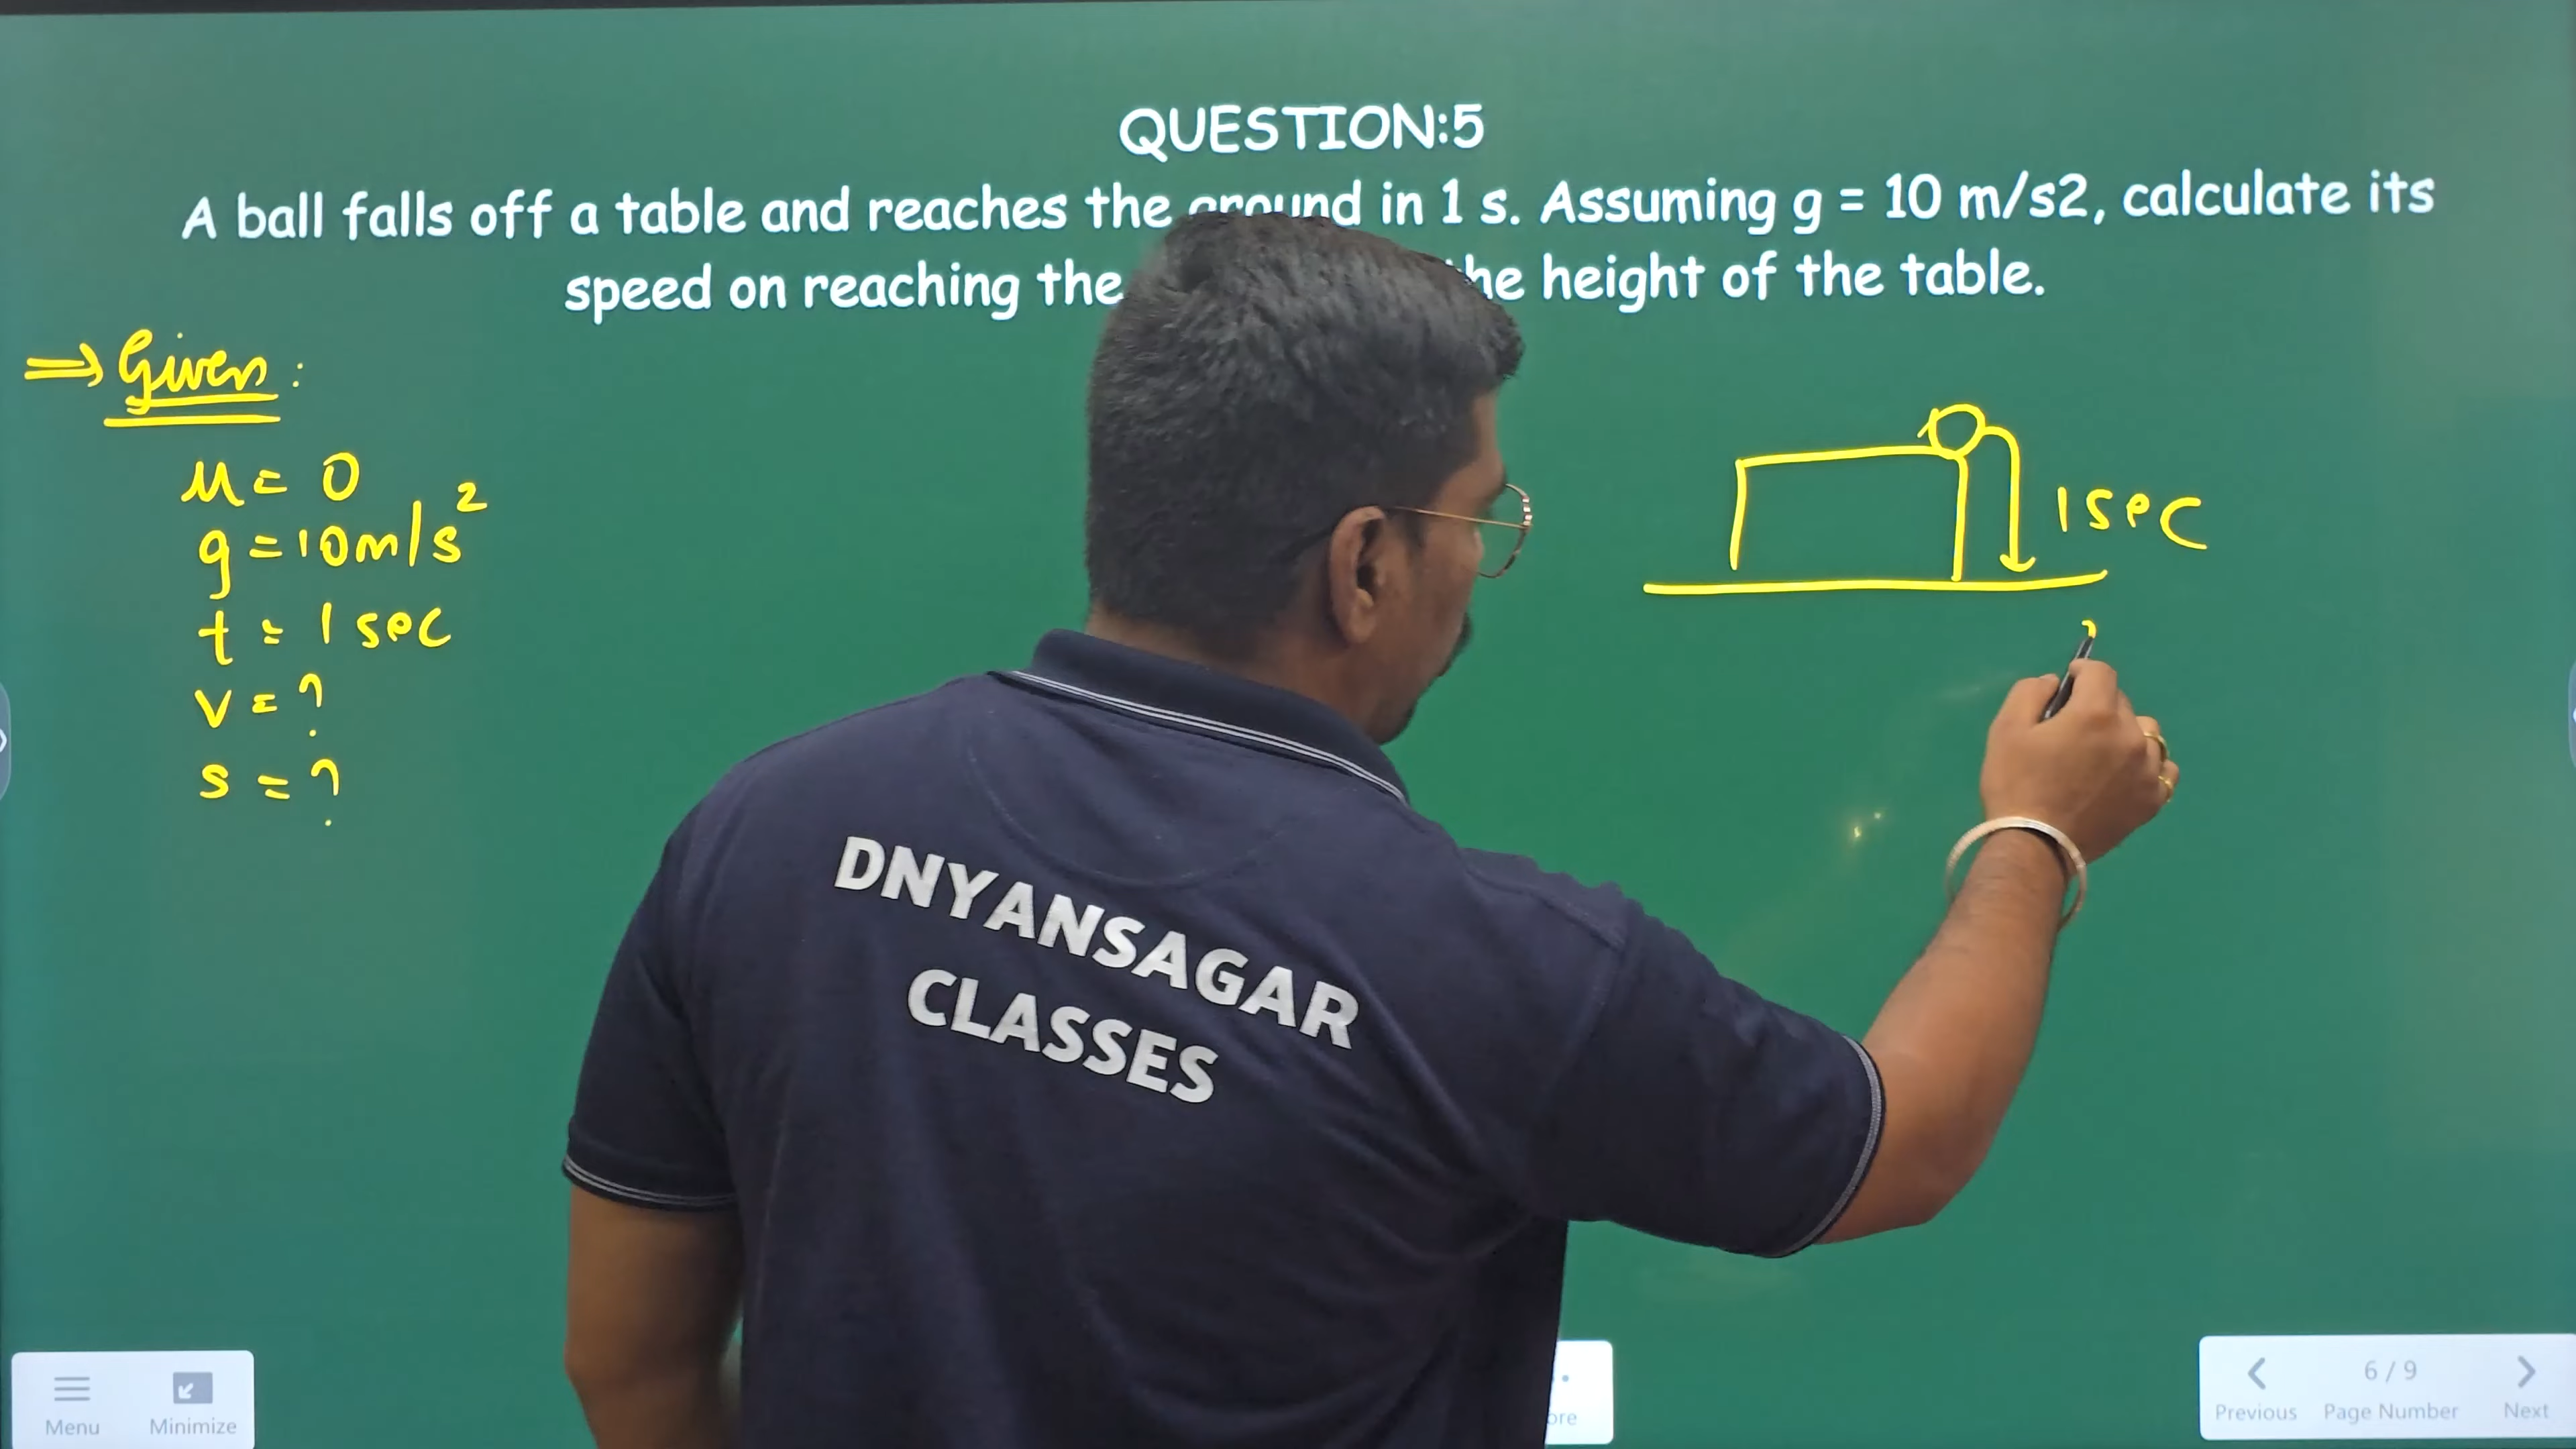 QUESTION:5
A ball falls off a table and reaches the ground in 1 s. Assuming g = 10 m/s2, calculate its
speed on reaching the height of the table.
⇒ Given:
u = 0
g = 10 m/s²
t = 1 sec
v = ?
s = ?
1 sec
DNYANSAGAR
CLASSES
Menu
Minimize
Previous
6 / 9
Page Number
Next